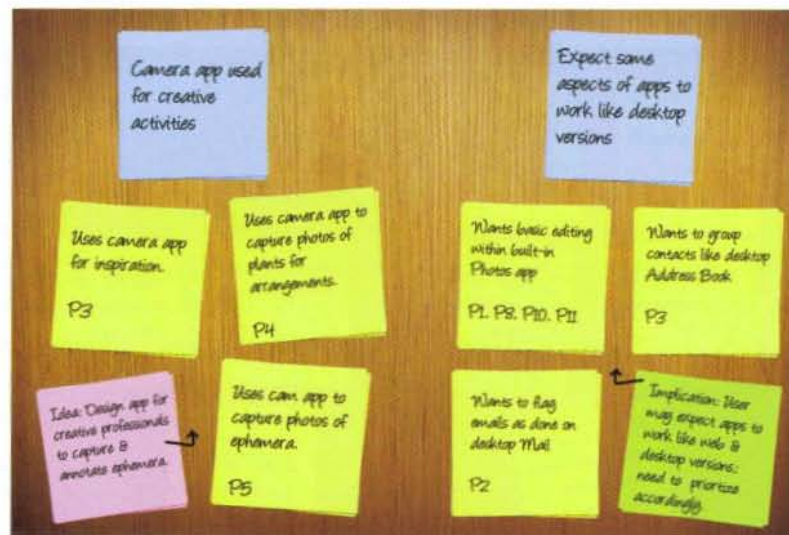 Camera app used
for creative
activities
Expect some
aspects of apps to
work like desktop
versions
Uses camera app
for inspiration.
P3
Uses camera app to
capture photos of
plants for
arrangements.
P4
Wants basic editing
within built-in
Photos app
P1, P8, P10, P11
Wants to group
contacts like desktop
Address Book
P3
Idea: Design app for
creative professionals
to capture &
annotate ephemera.
Uses cam app to
capture photos of
ephemera.
P5
Wants to flag
emails as done on
desktop Mail
P2
Implication: User
may expect apps to
work like web &
desktop versions;
need to prioritize
accordingly